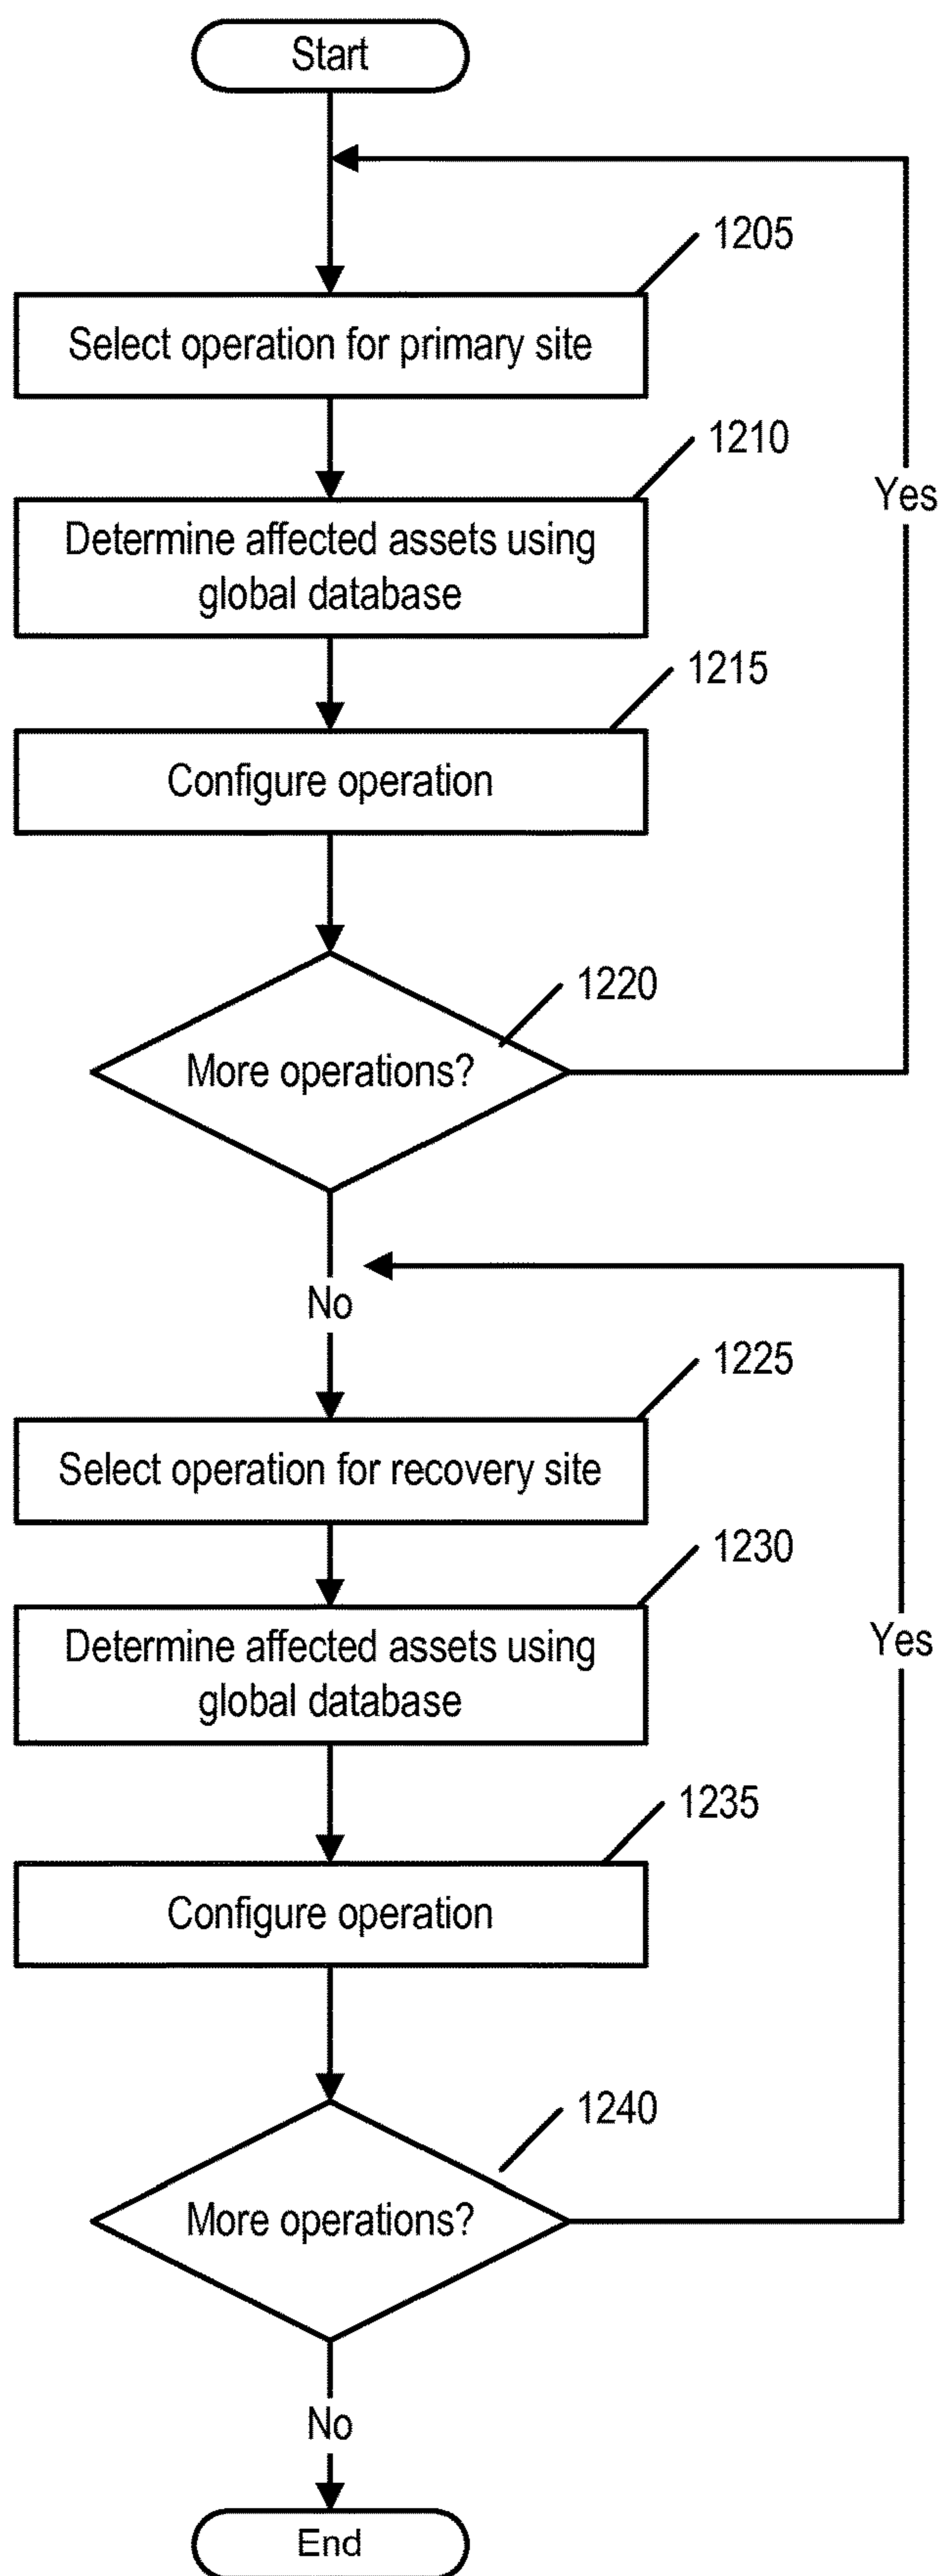 Start
1205
Select operation for primary site
1210
Determine affected assets using
global database
1215
Configure operation
1220
More operations?
Yes
No
1225
Select operation for recovery site
1230
Determine affected assets using
global database
1235
Configure operation
1240
More operations?
Yes
No
End